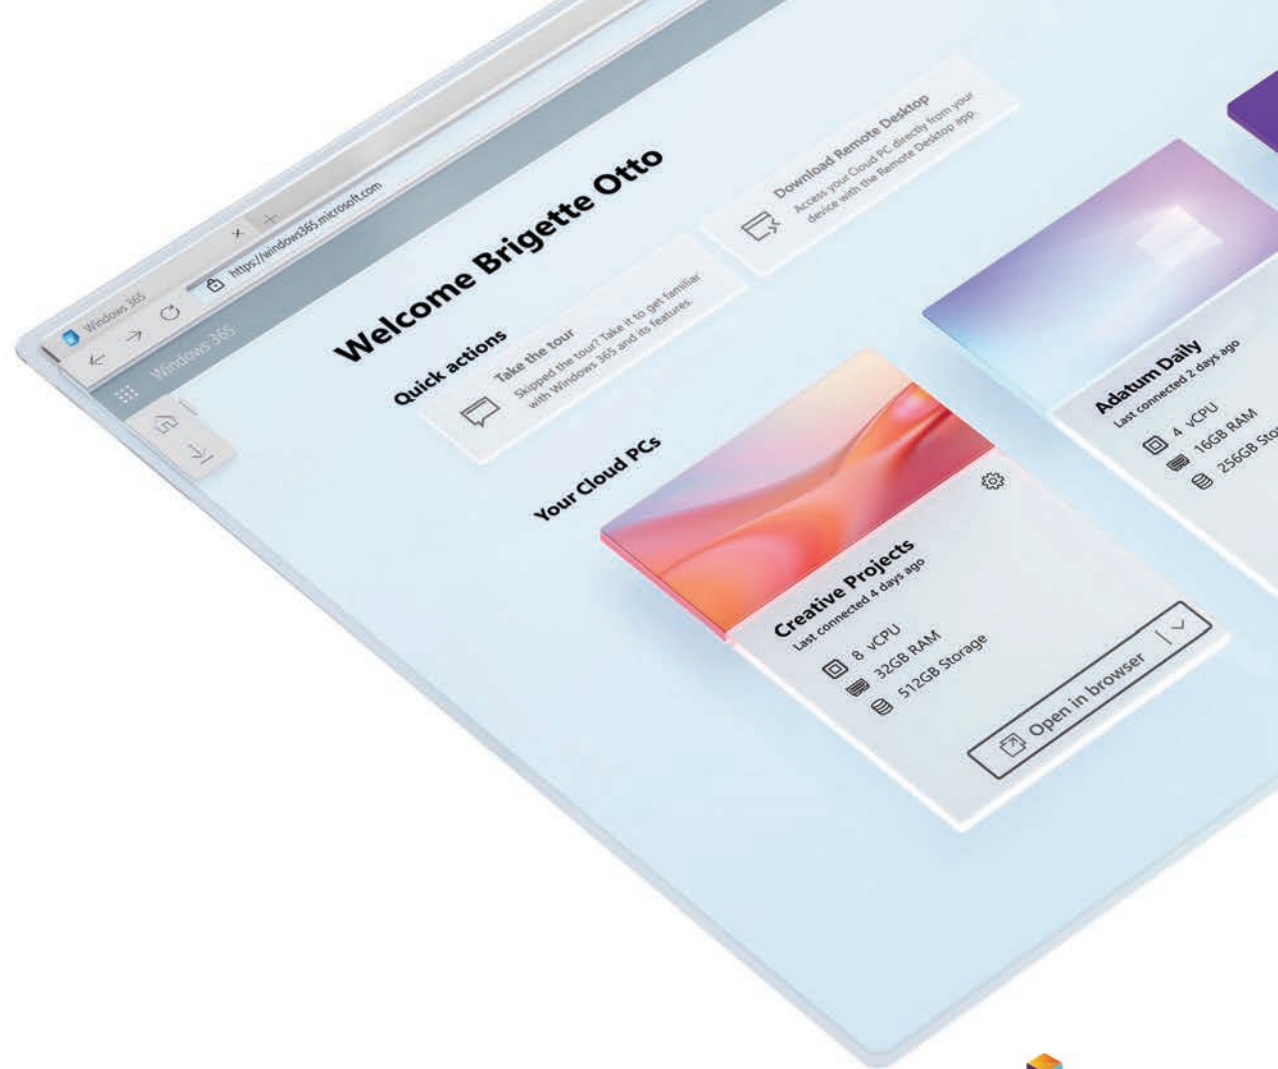 Windows 365
https://windows365.microsoft.com
Windows 365
Welcome Brigette Otto
Quick actions
Take the tour
Skipped the tour? Take it to get familiar
with Windows 365 and its features.
Download Remote Desktop
Access your Cloud PC directly from your
device with the Remote Desktop app.
Your Cloud PCs
Creative Projects
Last connected 4 days ago
8 vCPU
32GB RAM
512GB Storage
Open in browser
Adatum Daily
Last connected 2 days ago
4 vCPU
16GB RAM
256GB Sto